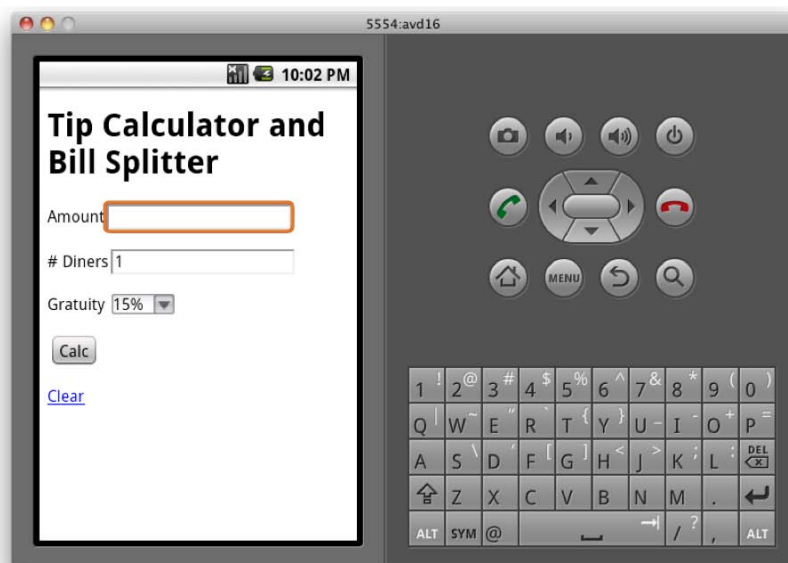 5554:avd16
10:02 PM
Tip Calculator and
Bill Splitter
Amount
# Diners 1
Gratuity 15%
Calc
Clear
MENU
1 ! 2 @ 3 # 4 $ 5 % 6 ^ 7 & 8 * 9 ( 0 )
Q | W ~ E " R ` T { Y } U _ I - O + P =
A S \ D ' F [ G ] H < J > K ; L : DEL
Z X C V B N M .
ALT SYM @ / ? , ALT